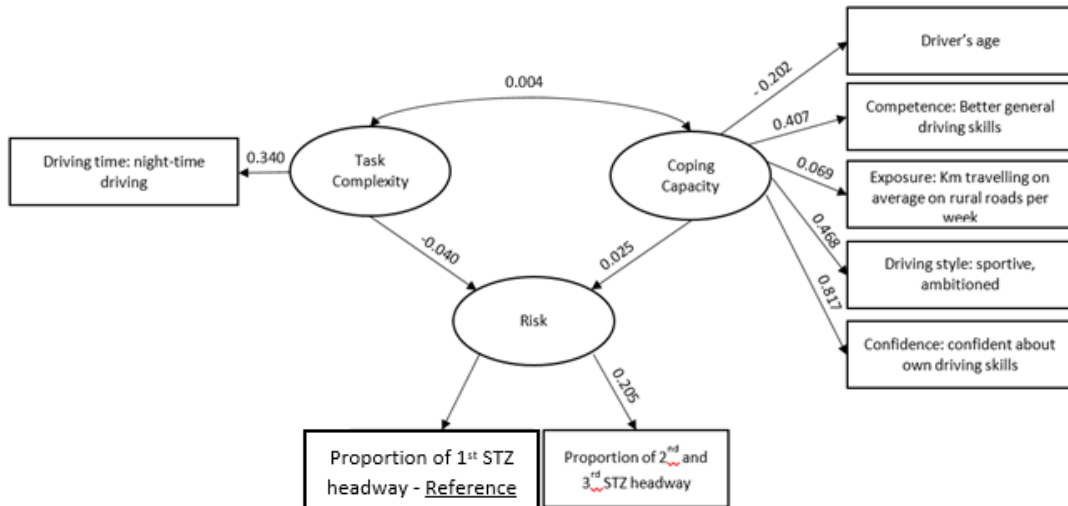 Driver's age
- 0.202
0.004
Competence: Better general
driving skills
0.407
Driving time: night-time
driving
0.340
Task
Complexity
Coping
Capacity
0.069
Exposure: Km travelling on
average on rural roads per
week
0.468
Driving style: sportive,
ambitioned
-0.040
0.025
0.817
Risk
Confidence: confident about
own driving skills
0.205
Proportion of 1st STZ
headway - Reference
Proportion of 2nd and
3rd STZ headway